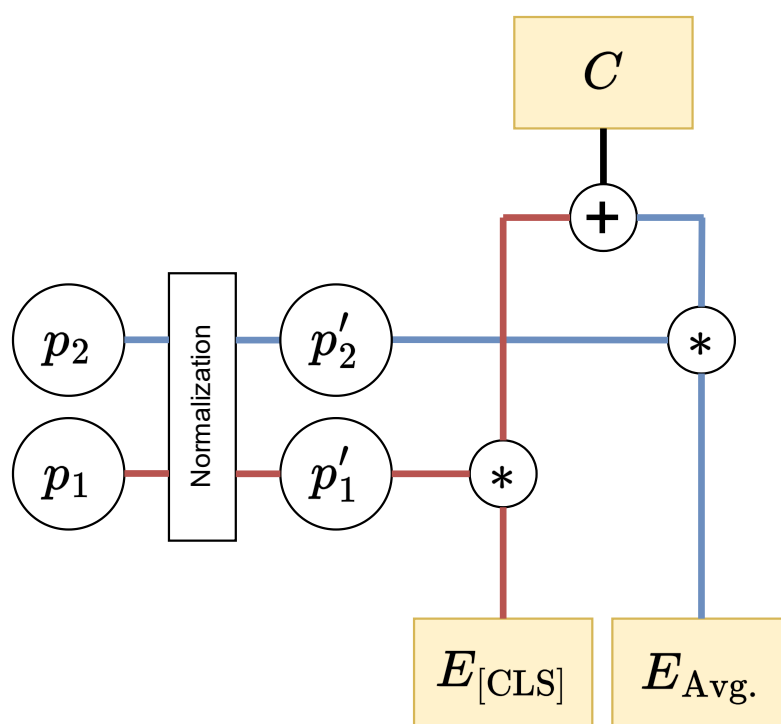 C
+
p₂
Normalization
p′₂
*
p₁
p′₁
*
E[CLS]
EAvg.